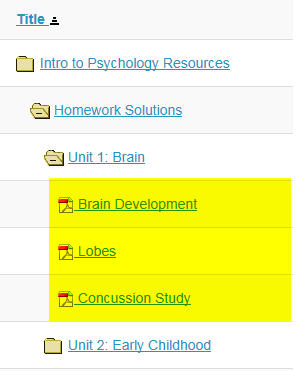 Title
Intro to Psychology Resources
Homework Solutions
Unit 1: Brain
Brain Development
Lobes
Concussion Study
Unit 2: Early Childhood